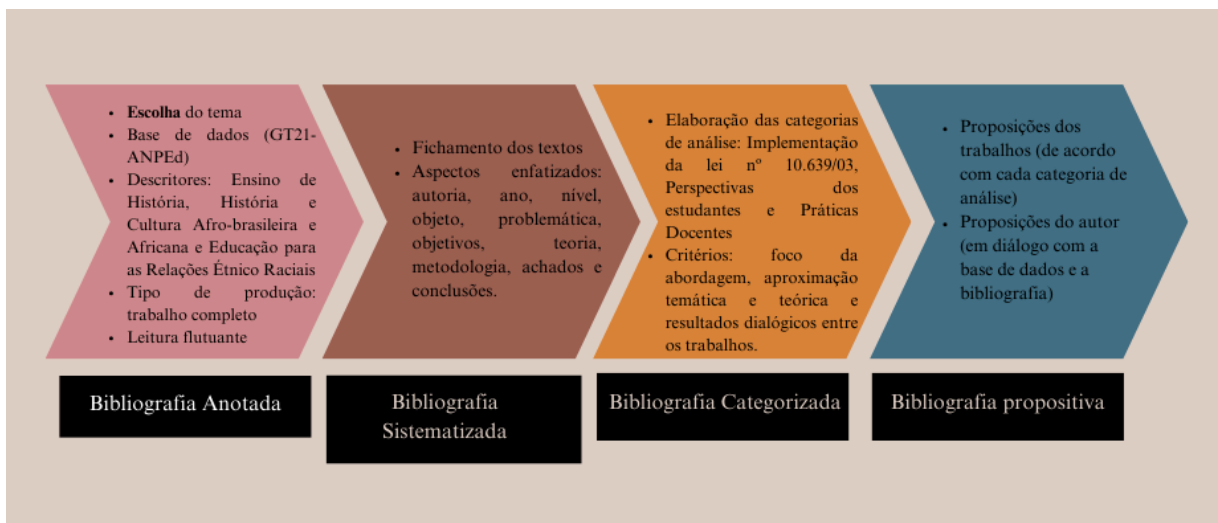 • Escolha do tema
• Base de dados (GT21-
ANPEd)
• Descritores: Ensino de
História, História e
Cultura Afro-brasileira e
Africana e Educação para
as Relações Étnico Raciais
• Tipo de produção:
trabalho completo
• Leitura flutuante
Bibliografia Anotada
• Fichamento dos textos
• Aspectos enfatizados:
autoria, ano, nível,
objeto, problemática,
objetivos, teoria,
metodologia, achados e
conclusões.
Bibliografia
Sistematizada
• Elaboração das categorias
de análise: Implementação
da lei nº 10.639/03,
Perspectivas dos
estudantes e Práticas
Docentes
• Critérios: foco da
abordagem, aproximação
temática e teórica e
resultados dialógicos entre
os trabalhos.
Bibliografia Categorizada
• Proposições dos
trabalhos (de acordo
com cada categoria de
análise)
• Proposições do autor
(em diálogo com a
base de dados e a
bibliografia)
Bibliografia propositiva